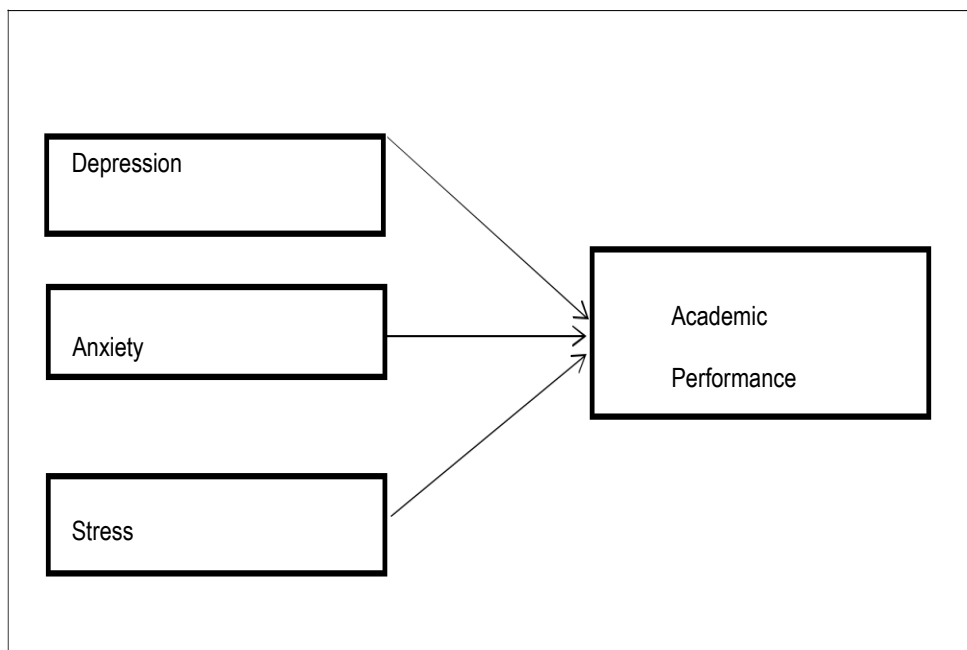 Depression
Anxiety
Academic
Performance
Stress